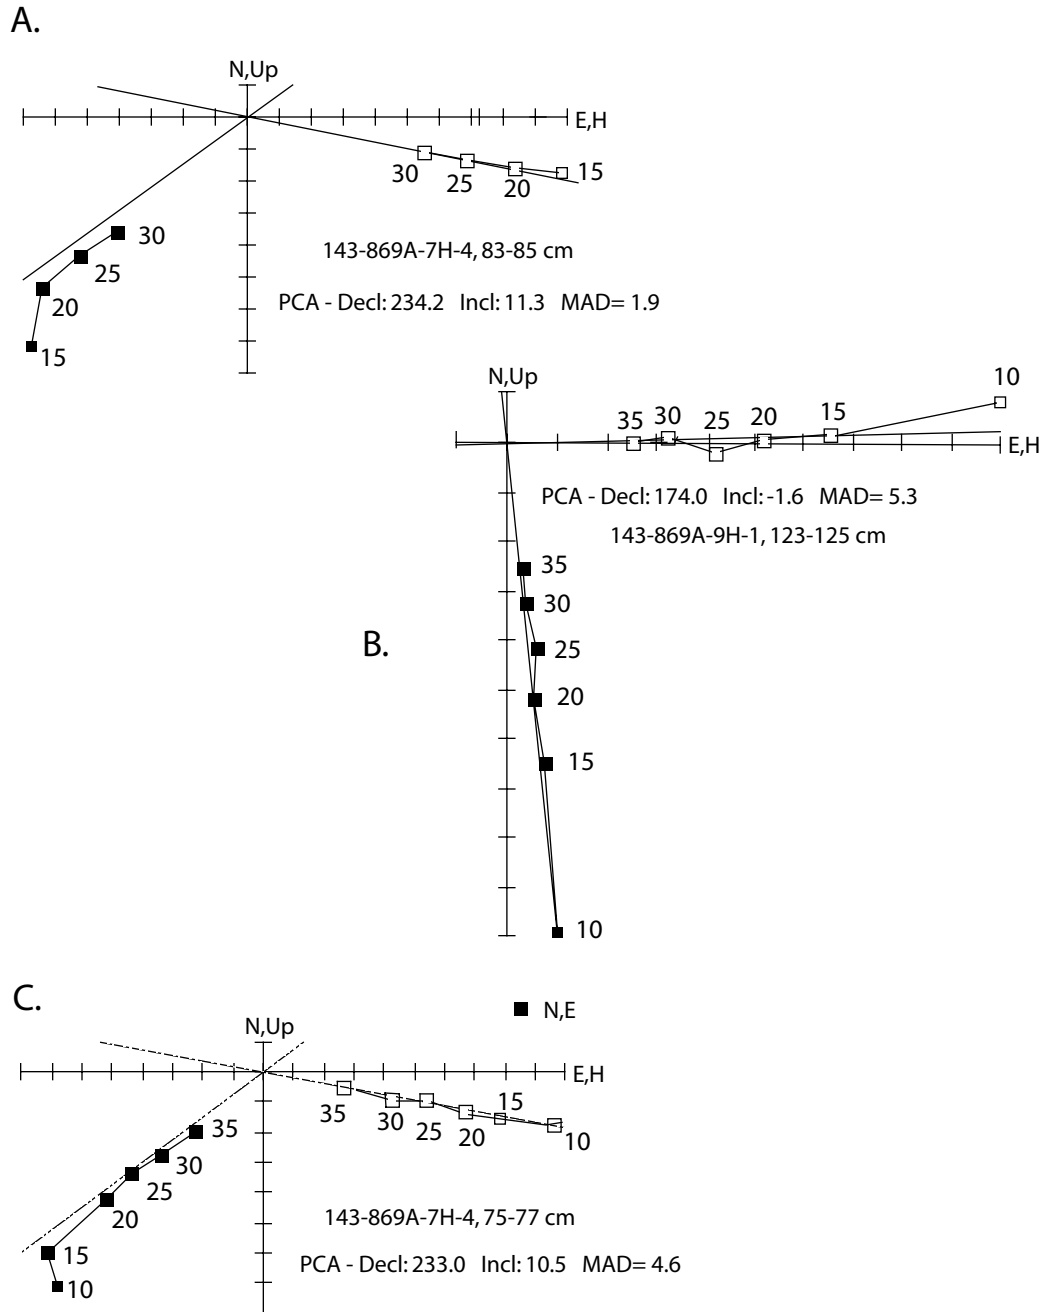 A.
N,Up
E,H
30
25
20
15
30
25
20
15
143-869A-7H-4, 83-85 cm
PCA - Decl: 234.2 Incl: 11.3 MAD= 1.9
N,Up
10
35 30 25 20 15
E,H
PCA - Decl: 174.0 Incl: -1.6 MAD= 5.3
143-869A-9H-1, 123-125 cm
35
30
B.
25
20
15
10
C.
N,E
N,Up
E,H
35
30
25
20
15
10
35
30
25
20
15
10
143-869A-7H-4, 75-77 cm
PCA - Decl: 233.0 Incl: 10.5 MAD= 4.6